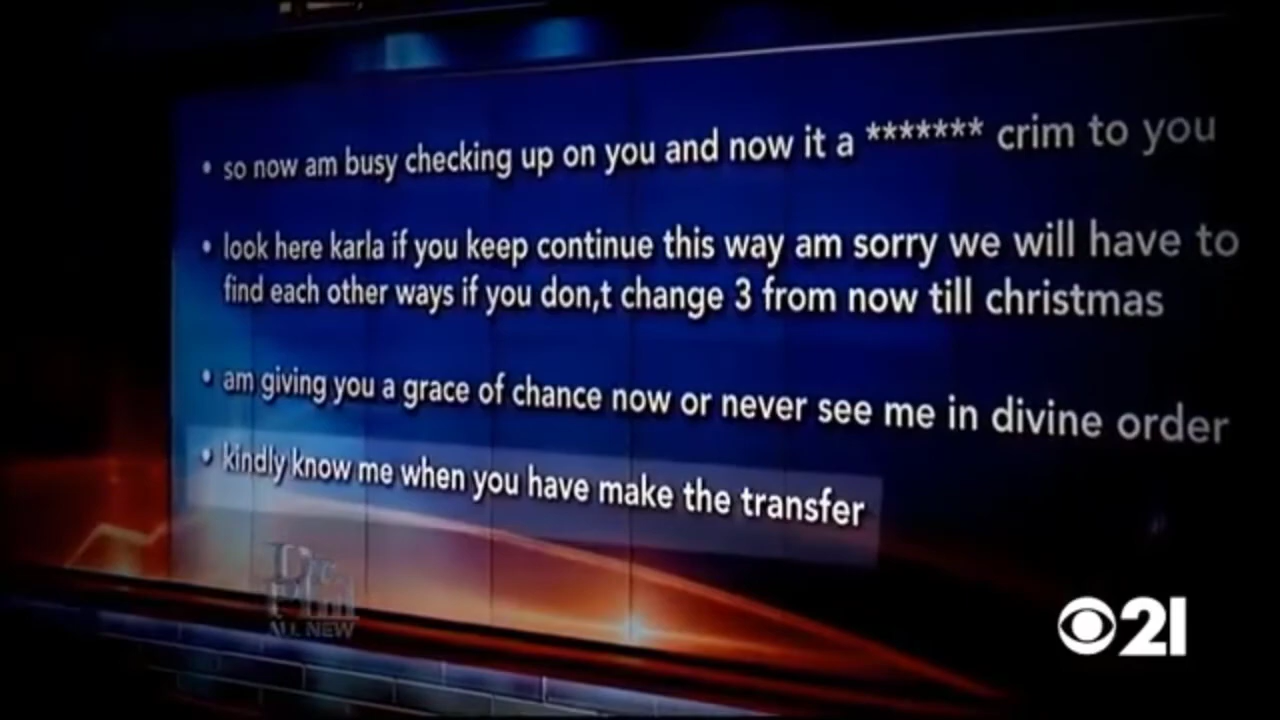 • so now am busy checking up on you and now it a ******* crim to you
• look here karla if you keep continue this way am sorry we will have to
find each other ways if you don,t change 3 from now till christmas
• am giving you a grace of chance now or never see me in divine order
• kindly know me when you have make the transfer
Dr.
Phil
ALL NEW
21